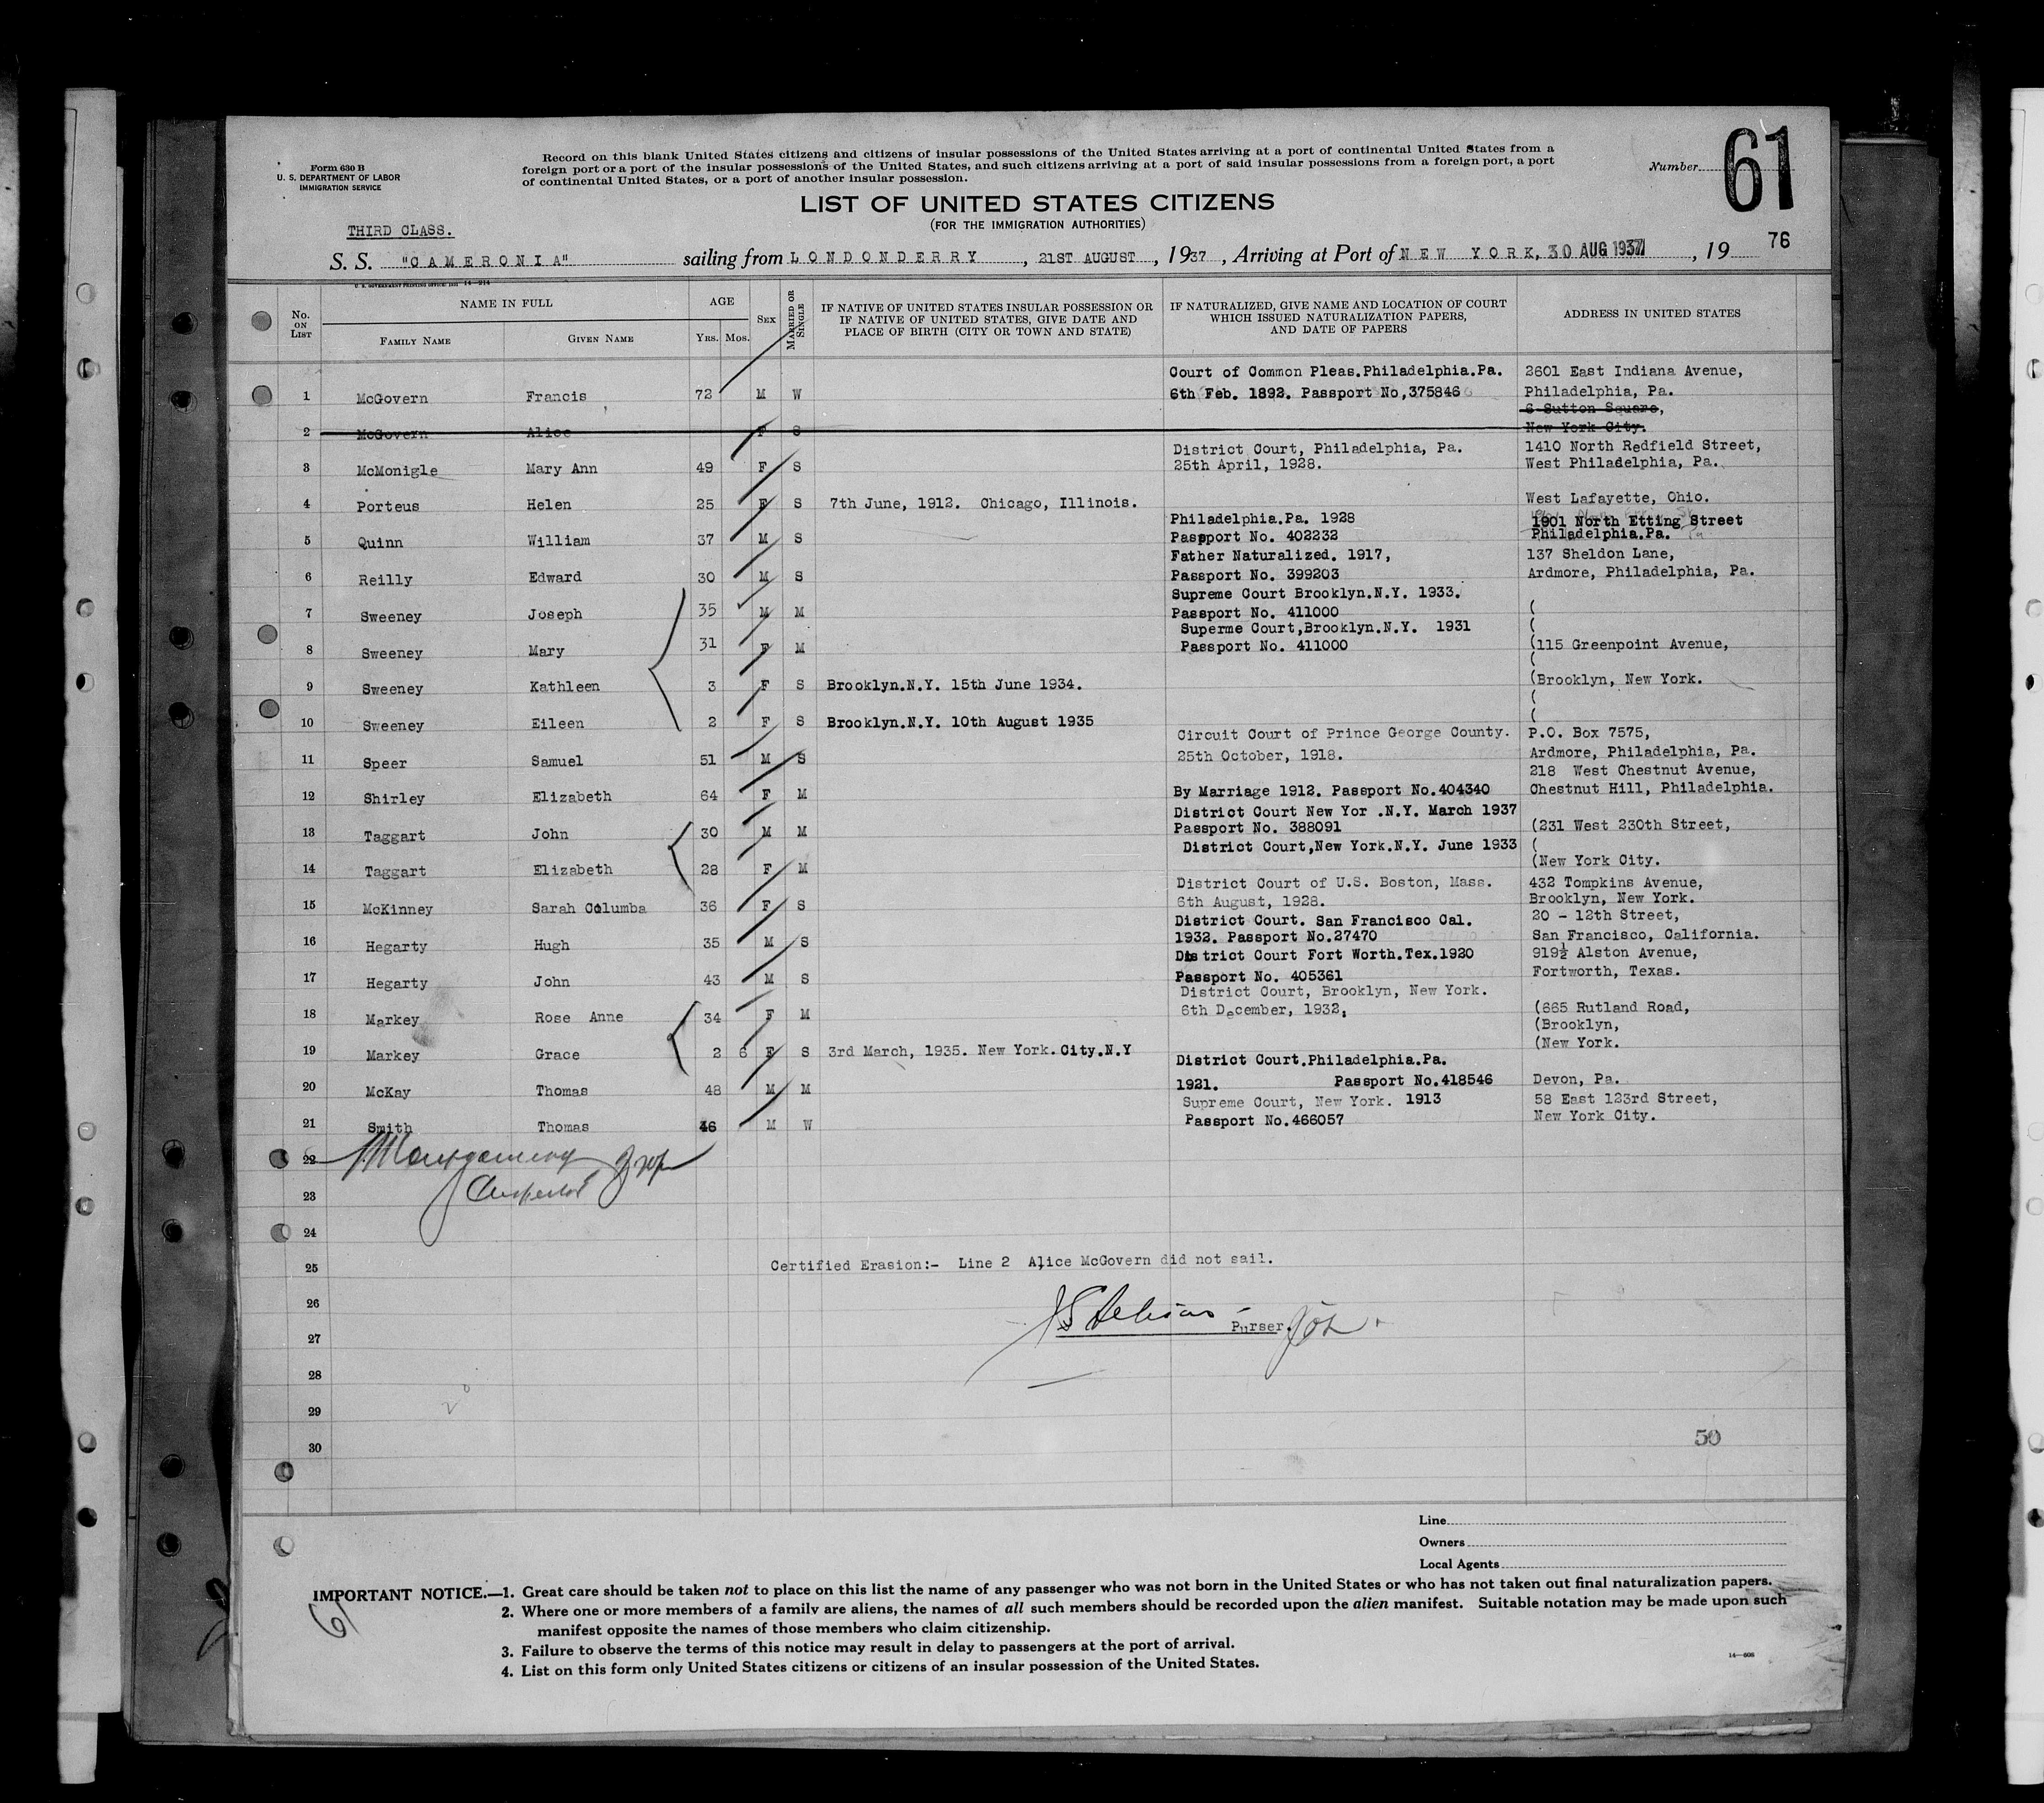 Form 630 B
U. S. DEPARTMENT OF LABOR
IMMIGRATION SERVICE
Record on this blank United States citizens and citizens of insular possessions of the United States arriving at a port of continental United States from a
foreign port or a port of the insular possessions of the United States, and such citizens arriving at a port of said insular possessions from a foreign port, a port
of continental United States, or a port of another insular possession.
Number 61
LIST OF UNITED STATES CITIZENS
(FOR THE IMMIGRATION AUTHORITIES)
THIRD CLASS.
76
S. S. "CAMERONIA" sailing from LONDONDERRY, 21ST AUGUST, 1937, Arriving at Port of NEW YORK, 30 AUG 1937, 19
U. S. GOVERNMENT PRINTING OFFICE: 14—214
No. ON LIST
NAME IN FULL
FAMILY NAME
GIVEN NAME
AGE
YRS. MOS.
SEX
MARRIED OR SINGLE
IF NATIVE OF UNITED STATES INSULAR POSSESSION OR
IF NATIVE OF UNITED STATES, GIVE DATE AND
PLACE OF BIRTH (CITY OR TOWN AND STATE)
IF NATURALIZED, GIVE NAME AND LOCATION OF COURT
WHICH ISSUED NATURALIZATION PAPERS,
AND DATE OF PAPERS
ADDRESS IN UNITED STATES
Court of Common Pleas.Philadelphia.Pa. 2601 East Indiana Avenue,
1 McGovern Francis 72 M W 6th Feb. 1892. Passport No,375846 Philadelphia, Pa.
6 Sutton Square,
2 McGovern Alice F S New York City.
District Court, Philadelphia, Pa. 1410 North Redfield Street,
3 McMonigle Mary Ann 49 F S 25th April, 1928. West Philadelphia, Pa.
4 Porteus Helen 25 F S 7th June, 1912. Chicago, Illinois. West Lafayette, Ohio.
Philadelphia.Pa. 1928 1901 North Etting Street
5 Quinn William 37 M S Passport No. 402232 Philadelphia.Pa.
Father Naturalized. 1917, 137 Sheldon Lane,
6 Reilly Edward 30 M S Passport No. 399203 Ardmore, Philadelphia, Pa.
Supreme Court Brooklyn.N.Y. 1933.
7 Sweeney Joseph 35 M M Passport No. 411000 (
Superme Court,Brooklyn.N.Y. 1931 (
8 Sweeney Mary 31 F M Passport No. 411000 (115 Greenpoint Avenue,
(
9 Sweeney Kathleen 3 F S Brooklyn.N.Y. 15th June 1934. (Brooklyn, New York.
(
10 Sweeney Eileen 2 F S Brooklyn.N.Y. 10th August 1935 (
Circuit Court of Prince George County. P.O. Box 7575,
11 Speer Samuel 51 M S 25th October, 1918. Ardmore, Philadelphia, Pa.
218 West Chestnut Avenue,
12 Shirley Elizabeth 64 F M By Marriage 1912. Passport No.404340 Chestnut Hill, Philadelphia.
District Court New Yor .N.Y. March 1937
13 Taggart John 30 M M Passport No. 388091 (231 West 230th Street,
District Court,New York.N.Y. June 1933 (
14 Taggart Elizabeth 28 F M (New York City.
District Court of U.S. Boston, Mass. 432 Tompkins Avenue,
15 McKinney Sarah Columba 36 F S 6th August, 1928. Brooklyn, New York.
District Court. San Francisco Cal. 20 - 12th Street,
16 Hegarty Hugh 35 M S 1932. Passport No.27470 San Francisco, California.
District Court Fort Worth.Tex.1920 919½ Alston Avenue,
17 Hegarty John 43 M S Passport No. 405361 Fortworth, Texas.
District Court, Brooklyn, New York.
18 Markey Rose Anne 34 F M 6th December, 1932, (665 Rutland Road,
(Brooklyn,
19 Markey Grace 2 6 F S 3rd March, 1935. New York. City.N.Y (New York.
District Court.Philadelphia.Pa.
20 McKay Thomas 48 M M 1921. Passport No.418546 Devon, Pa.
Supreme Court, New York. 1913 58 East 123rd Street,
21 Smith Thomas 46 M W Passport No.466057 New York City.
22 Montgomery
23 Inspector
24
25 Certified Erasion:- Line 2 Alice McGovern did not sail.
26
27 Purser.
28
29
30
50
Line
Owners
Local Agents
IMPORTANT NOTICE.—1. Great care should be taken not to place on this list the name of any passenger who was not born in the United States or who has not taken out final naturalization papers.
2. Where one or more members of a family are aliens, the names of all such members should be recorded upon the alien manifest. Suitable notation may be made upon such
manifest opposite the names of those members who claim citizenship.
3. Failure to observe the terms of this notice may result in delay to passengers at the port of arrival.
4. List on this form only United States citizens or citizens of an insular possession of the United States.
14—608
61